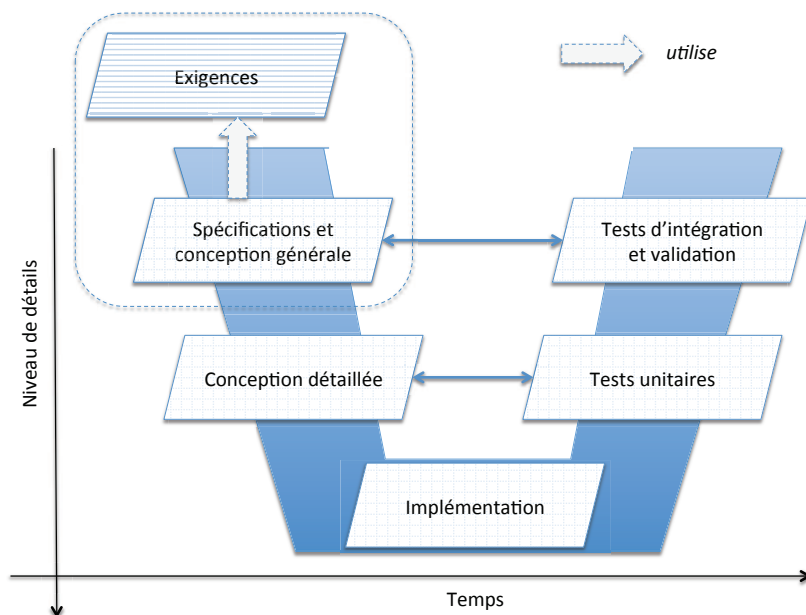 Exigences
utilise
Spécifications et
conception générale
Tests d'intégration
et validation
Niveau de détails
Conception détaillée
Tests unitaires
Implémentation
Temps